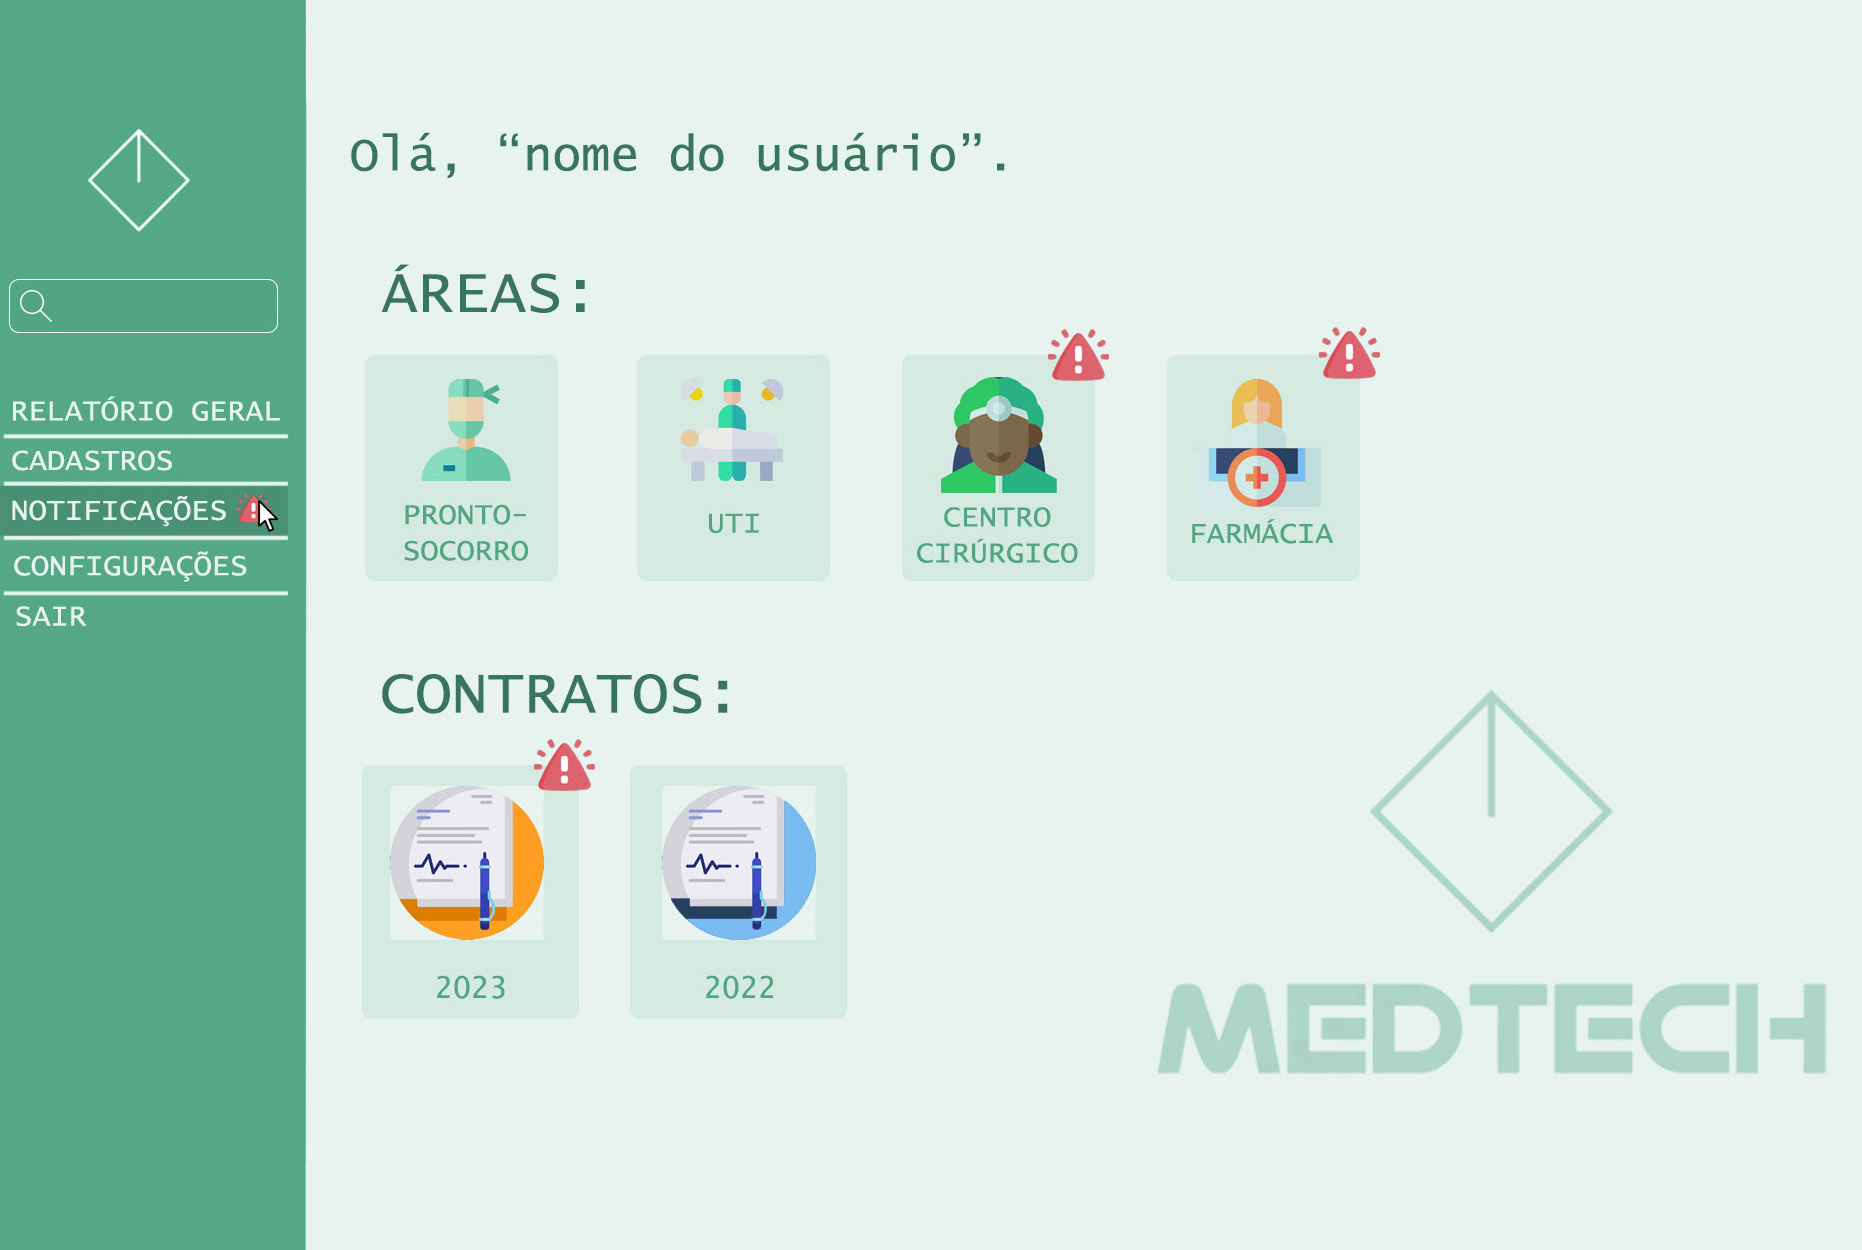 Olá, “nome do usuário”.
RELATÓRIO GERAL
CADASTROS
NOTIFICAÇÕES
CONFIGURAÇÕES
SAIR
ÁREAS:
PRONTO-
SOCORRO
UTI
CENTRO
CIRÚRGICO
FARMÁCIA
CONTRATOS:
2023
2022
MEDTECH